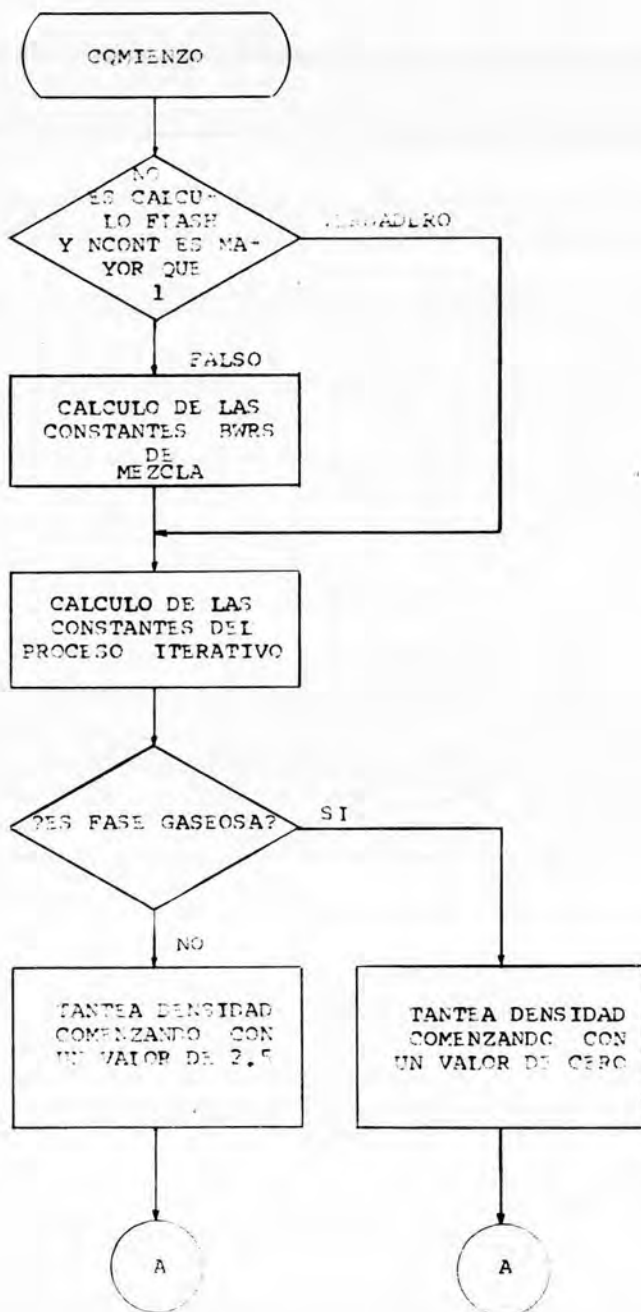 COMIENZO
NO
ES CALCU-
LO FLASH
Y NCONT ES MA-
YOR QUE
1
VERDADERO
FALSO
CALCULO DE LAS
CONSTANTES BWRS
DE
MEZCLA
CALCULO DE LAS
CONSTANTES DEL
PROCESO ITERATIVO
?ES FASE GASEOSA?
SI
NO
TANTEA DENSIDAD
COMENZANDO CON
UN VALOR DE
TANTEA DENSIDAD
COMENZANDO CON
UN VALOR DE CERO
A
A